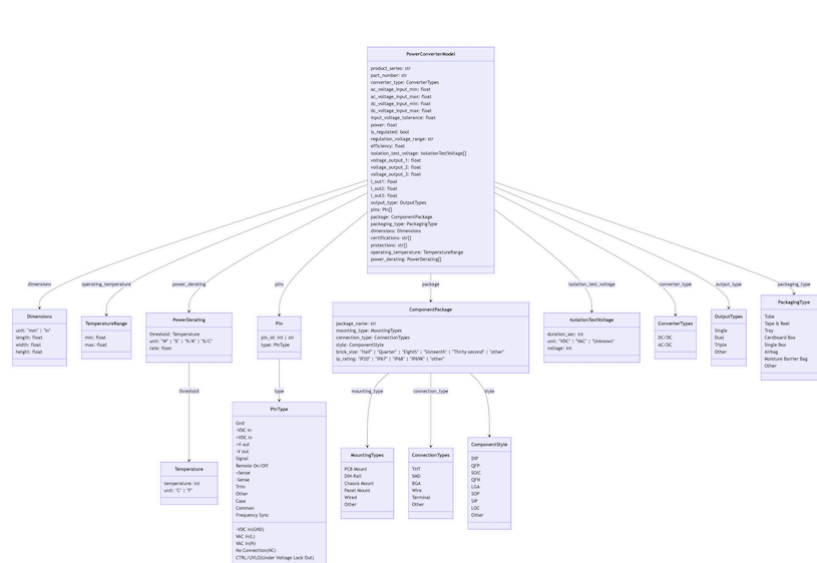 PowerConverterModel
product_series: str
part_number: str
converter_type: ConverterTypes
ac_voltage_input_min: float
ac_voltage_input_max: float
dc_voltage_input_min: float
dc_voltage_input_max: float
input_voltage_tolerance: float
power: float
is_regulated: bool
regulation_voltage_range: str
efficiency: float
isolation_test_voltage: IsolationTestVoltage[]
voltage_output_1: float
voltage_output_2: float
voltage_output_3: float
i_out1: float
i_out2: float
i_out3: float
output_type: OutputTypes
pins: Pin[]
package: ComponentPackage
packaging_type: PackagingType
dimensions: Dimensions
certifications: str[]
protections: str[]
operating_temperature: TemperatureRange
power_derating: PowerDerating[]
dimensions
operating_temperature
power_derating
pins
package
isolation_test_voltage
converter_type
output_type
packaging_type
Dimensions
unit: "mm" | "in"
length: float
width: float
height: float
TemperatureRange
min: float
max: float
PowerDerating
threshold: Temperature
unit: "W" | "%" | "%/K" | "%/C"
rate: float
Pin
pin_id: int | str
type: PinType
ComponentPackage
package_name: str
mounting_type: MountingTypes
connection_type: ConnectionTypes
style: ComponentStyle
brick_size: "Half" | "Quarter" | "Eighth" | "Sixteenth" | "Thirty-second" | "other"
ip_rating: "IP20" | "IP67" | "IP68" | "IP69K" | "other"
IsolationTestVoltage
duration_sec: int
unit: "VDC" | "VAC" | "Unknown"
voltage: int
ConverterTypes
DC/DC
AC/DC
OutputTypes
Single
Dual
Triple
Other
PackagingType
Tube
Tape & Reel
Tray
Cardboard Box
Single Box
Airbag
Moisture Barrier Bag
Other
threshold
type
mounting_type
connection_type
style
Temperature
temperature: int
unit: "C" | "F"
PinType
Gnd
-VDC in
+VDC in
+V out
-V out
Signal
Remote On/Off
+Sense
-Sense
Trim
Other
Case
Common
Frequency Sync
-VDC in(GND)
VAC in(L)
VAC in(N)
No Connection(NC)
CTRL/UVLO(Under Voltage Lock Out)
MountingTypes
PCB Mount
DIN-Rail
Chassis Mount
Panel Mount
Wired
Other
ConnectionTypes
THT
SMD
BGA
Wire
Terminal
Other
ComponentStyle
DIP
QFP
SOIC
QFN
LGA
SOP
SIP
LOC
Other